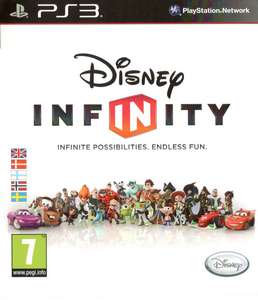 PS3
PlayStation Network
Disney
INFINITY
INFINITE POSSIBILITIES. ENDLESS FUN.
7
www.pegi.info
Disney